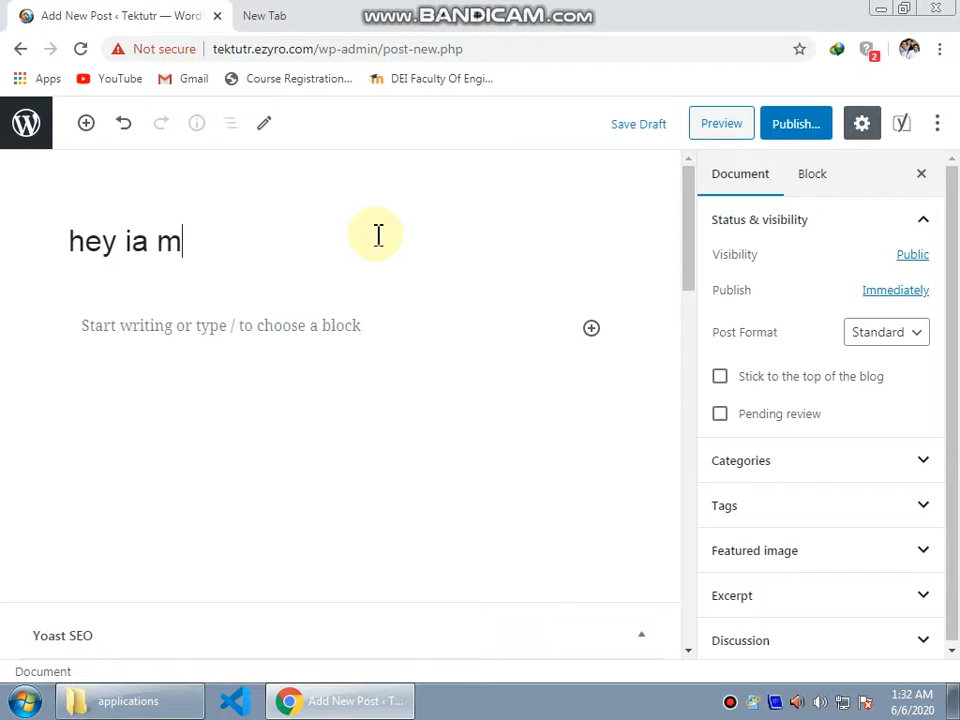 Add New Post ‹ Tektutr — WordP
New Tab
www.BANDICAM.com
Not secure
tektutr.ezyro.com/wp-admin/post-new.php
2
Apps
YouTube
Gmail
Course Registration...
DEI Faculty Of Engi...
Save Draft
Preview
Publish...
Document
Block
hey ia m
Status & visibility
Visibility
Public
Publish
Immediately
Start writing or type / to choose a block
Post Format
Standard
Stick to the top of the blog
Pending review
Categories
Tags
Featured image
Excerpt
Yoast SEO
Discussion
Document
applications
Add New Post ‹ T...
1:32 AM
6/6/2020